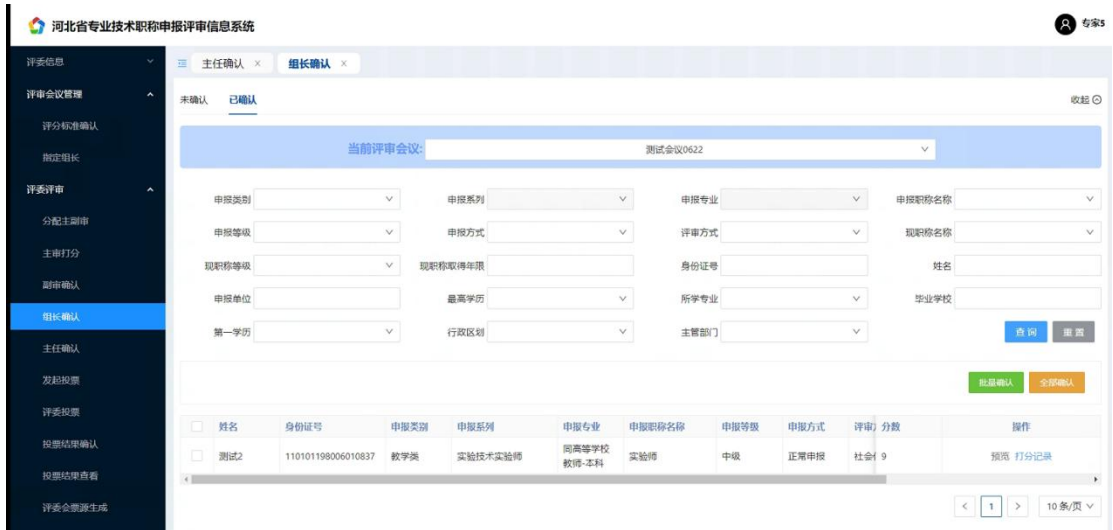 河北省专业技术职称申报评审信息系统
专家5
评委信息
评审会议管理
评分标准确认
指定组长
评委评审
分配主副审
主审打分
副审确认
组长确认
主任确认
发起投票
评委投票
投票结果确认
投票结果查看
评委会票源生成
主任确认 × 组长确认 ×
未确认 已确认 收起
当前评审会议: 测试会议0622
申报类别 申报系列 申报专业 申报职称名称
申报等级 申报方式 评审方式 现职称名称
现职称等级 现职称取得年限 身份证号 姓名
申报单位 最高学历 所学专业 毕业学校
第一学历 行政区划 主管部门 查询 重置
批量确认 全部确认
姓名 身份证号 申报类别 申报系列 申报专业 申报职称名称 申报等级 申报方式 评审 分数 操作
测试2 110101198006010837 教学类 实验技术实验师 同高等学校教师-本科 实验师 中级 正常申报 社会 9 预览 打分记录
< 1 > 10 条/页